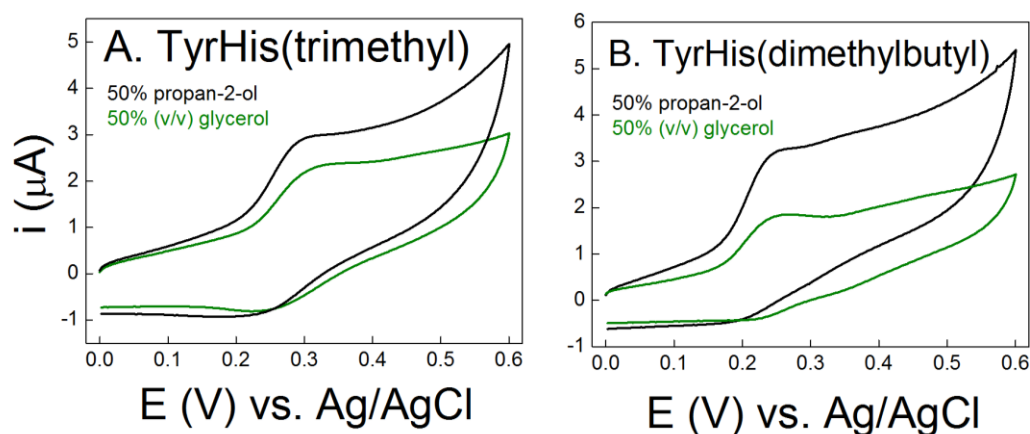 A. TyrHis(trimethyl)
50% propan-2-ol
50% (v/v) glycerol
i (μA)
5
4
3
2
1
0
-1
0.0 0.1 0.2 0.3 0.4 0.5 0.6
E (V) vs. Ag/AgCl
B. TyrHis(dimethylbutyl)
50% propan-2-ol
50% (v/v) glycerol
6
5
4
3
2
1
0
-1
0.0 0.1 0.2 0.3 0.4 0.5 0.6
E (V) vs. Ag/AgCl